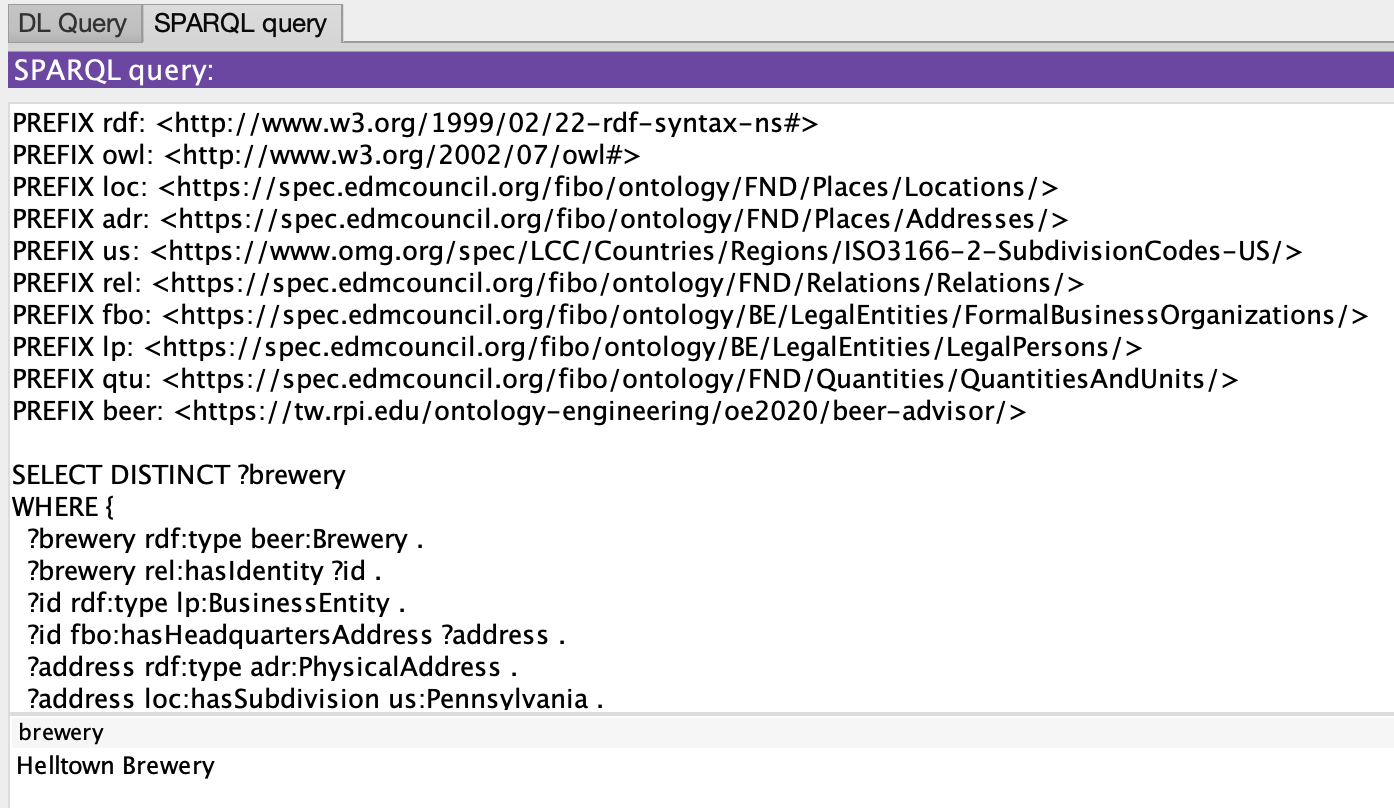 DL Query SPARQL query
SPARQL query:
PREFIX rdf: <http://www.w3.org/1999/02/22-rdf-syntax-ns#>
PREFIX owl: <http://www.w3.org/2002/07/owl#>
PREFIX loc: <https://spec.edmcouncil.org/fibo/ontology/FND/Places/Locations/>
PREFIX adr: <https://spec.edmcouncil.org/fibo/ontology/FND/Places/Addresses/>
PREFIX us: <https://www.omg.org/spec/LCC/Countries/Regions/ISO3166-2-SubdivisionCodes-US/>
PREFIX rel: <https://spec.edmcouncil.org/fibo/ontology/FND/Relations/Relations/>
PREFIX fbo: <https://spec.edmcouncil.org/fibo/ontology/BE/LegalEntities/FormalBusinessOrganizations/>
PREFIX lp: <https://spec.edmcouncil.org/fibo/ontology/BE/LegalEntities/LegalPersons/>
PREFIX qtu: <https://spec.edmcouncil.org/fibo/ontology/FND/Quantities/QuantitiesAndUnits/>
PREFIX beer: <https://tw.rpi.edu/ontology-engineering/oe2020/beer-advisor/>

SELECT DISTINCT ?brewery
WHERE {
  ?brewery rdf:type beer:Brewery .
  ?brewery rel:hasIdentity ?id .
  ?id rdf:type lp:BusinessEntity .
  ?id fbo:hasHeadquartersAddress ?address .
  ?address rdf:type adr:PhysicalAddress .
  ?address loc:hasSubdivision us:Pennsylvania .
brewery
Helltown Brewery